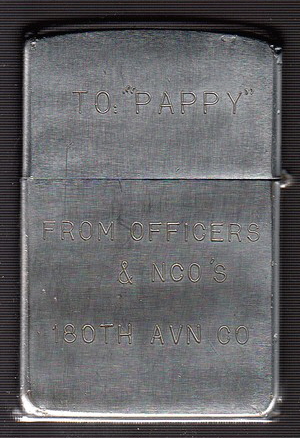 TO: "PAPPY"
FROM OFFICERS
& NCO'S
180TH AVN CO